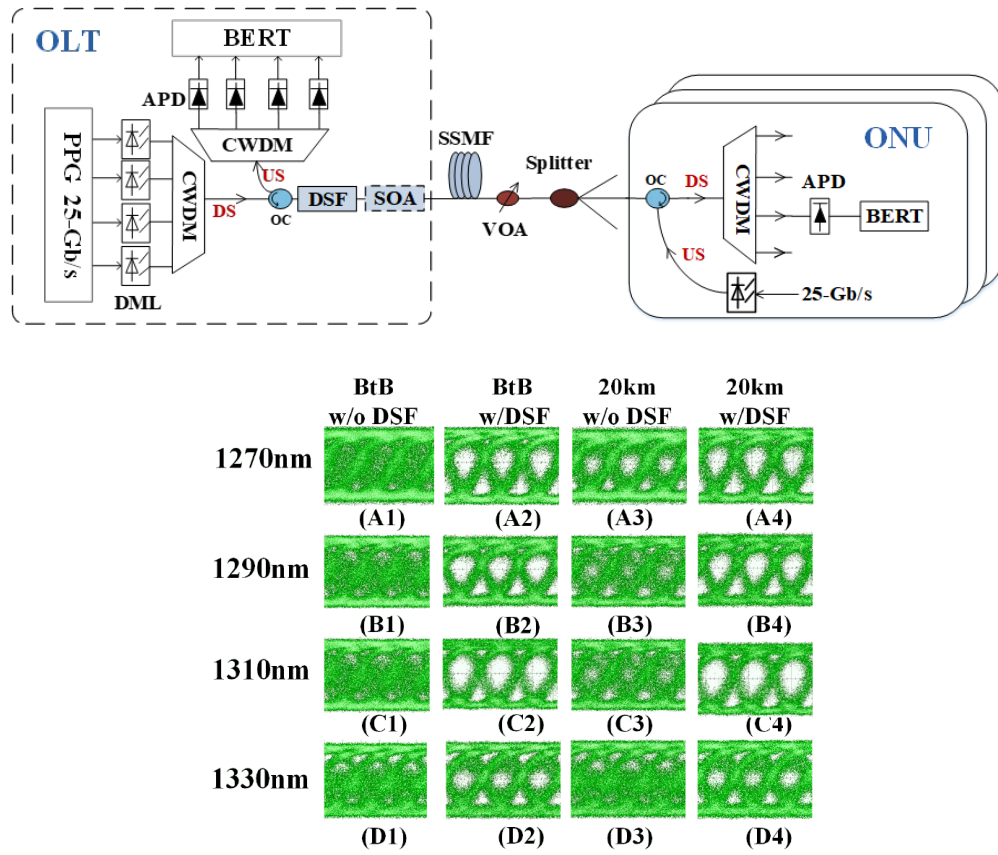 OLT
BERT
APD
PPG 25-Gb/s
CWDM
CWDM
US
DS
OC
DSF
SOA
DML
SSMF
VOA
Splitter
ONU
OC
DS
CWDM
APD
BERT
US
25-Gb/s
BtB w/o DSF
BtB w/DSF
20km w/o DSF
20km w/DSF
1270nm
(A1)
(A2)
(A3)
(A4)
1290nm
(B1)
(B2)
(B3)
(B4)
1310nm
(C1)
(C2)
(C3)
(C4)
1330nm
(D1)
(D2)
(D3)
(D4)